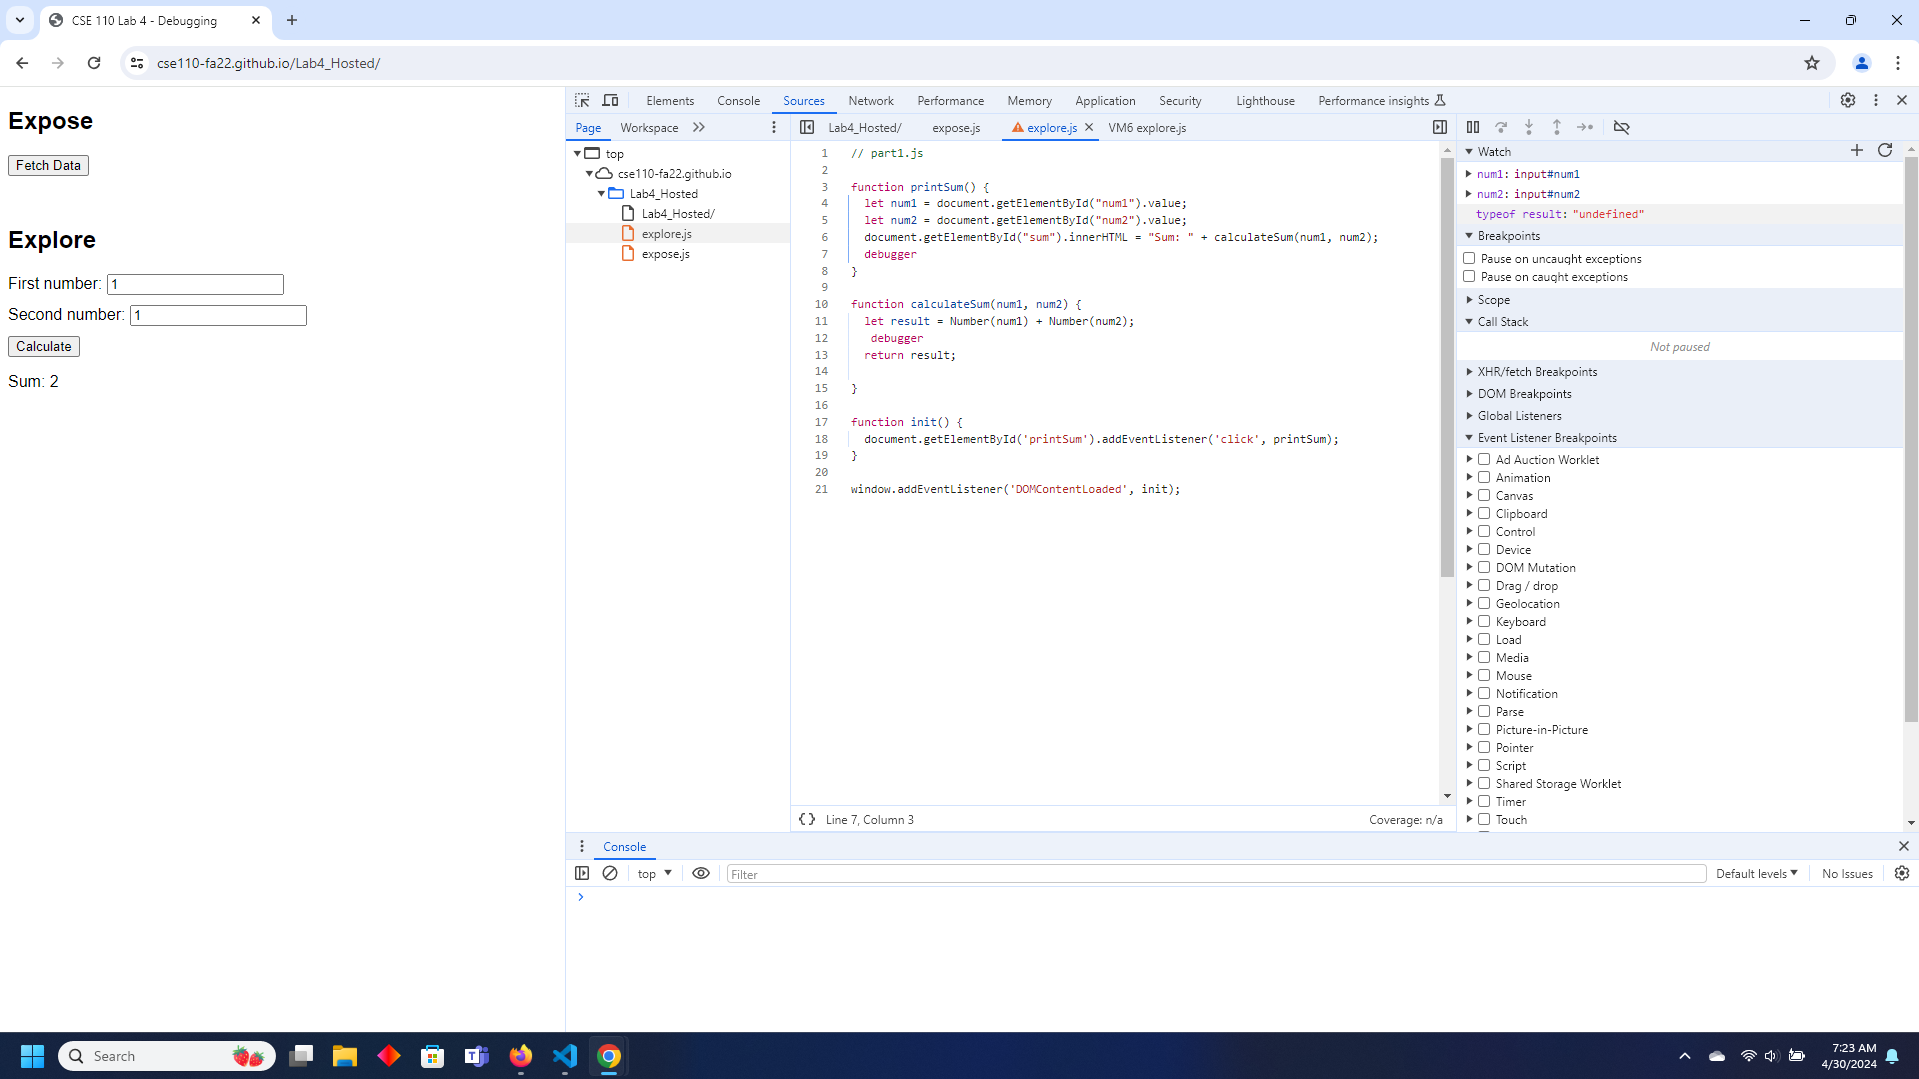 CSE 110 Lab 4 - Debugging
cse110-fa22.github.io/Lab4_Hosted/
Expose
Fetch Data
Explore
First number: 1
Second number: 1
Calculate
Sum: 2
Elements Console Sources Network Performance Memory Application Security Lighthouse Performance insights
Page Workspace
top
cse110-fa22.github.io
Lab4_Hosted
Lab4_Hosted/
explore.js
expose.js
Lab4_Hosted/ expose.js explore.js VM6 explore.js
1 // part1.js
2
3 function printSum() {
4 let num1 = document.getElementById("num1").value;
5 let num2 = document.getElementById("num2").value;
6 document.getElementById("sum").innerHTML = "Sum: " + calculateSum(num1, num2);
7 debugger
8 }
9
10 function calculateSum(num1, num2) {
11 let result = Number(num1) + Number(num2);
12 debugger
13 return result;
14
15 }
16
17 function init() {
18 document.getElementById('printSum').addEventListener('click', printSum);
19 }
20
21 window.addEventListener('DOMContentLoaded', init);
{} Line 7, Column 3 Coverage: n/a
Watch
num1: input#num1
num2: input#num2
typeof result: "undefined"
Breakpoints
Pause on uncaught exceptions
Pause on caught exceptions
Scope
Call Stack
Not paused
XHR/fetch Breakpoints
DOM Breakpoints
Global Listeners
Event Listener Breakpoints
Ad Auction Worklet
Animation
Canvas
Clipboard
Control
Device
DOM Mutation
Drag / drop
Geolocation
Keyboard
Load
Media
Mouse
Notification
Parse
Picture-in-Picture
Pointer
Script
Shared Storage Worklet
Timer
Touch
Console
top Filter Default levels No Issues
Search
7:23 AM
4/30/2024